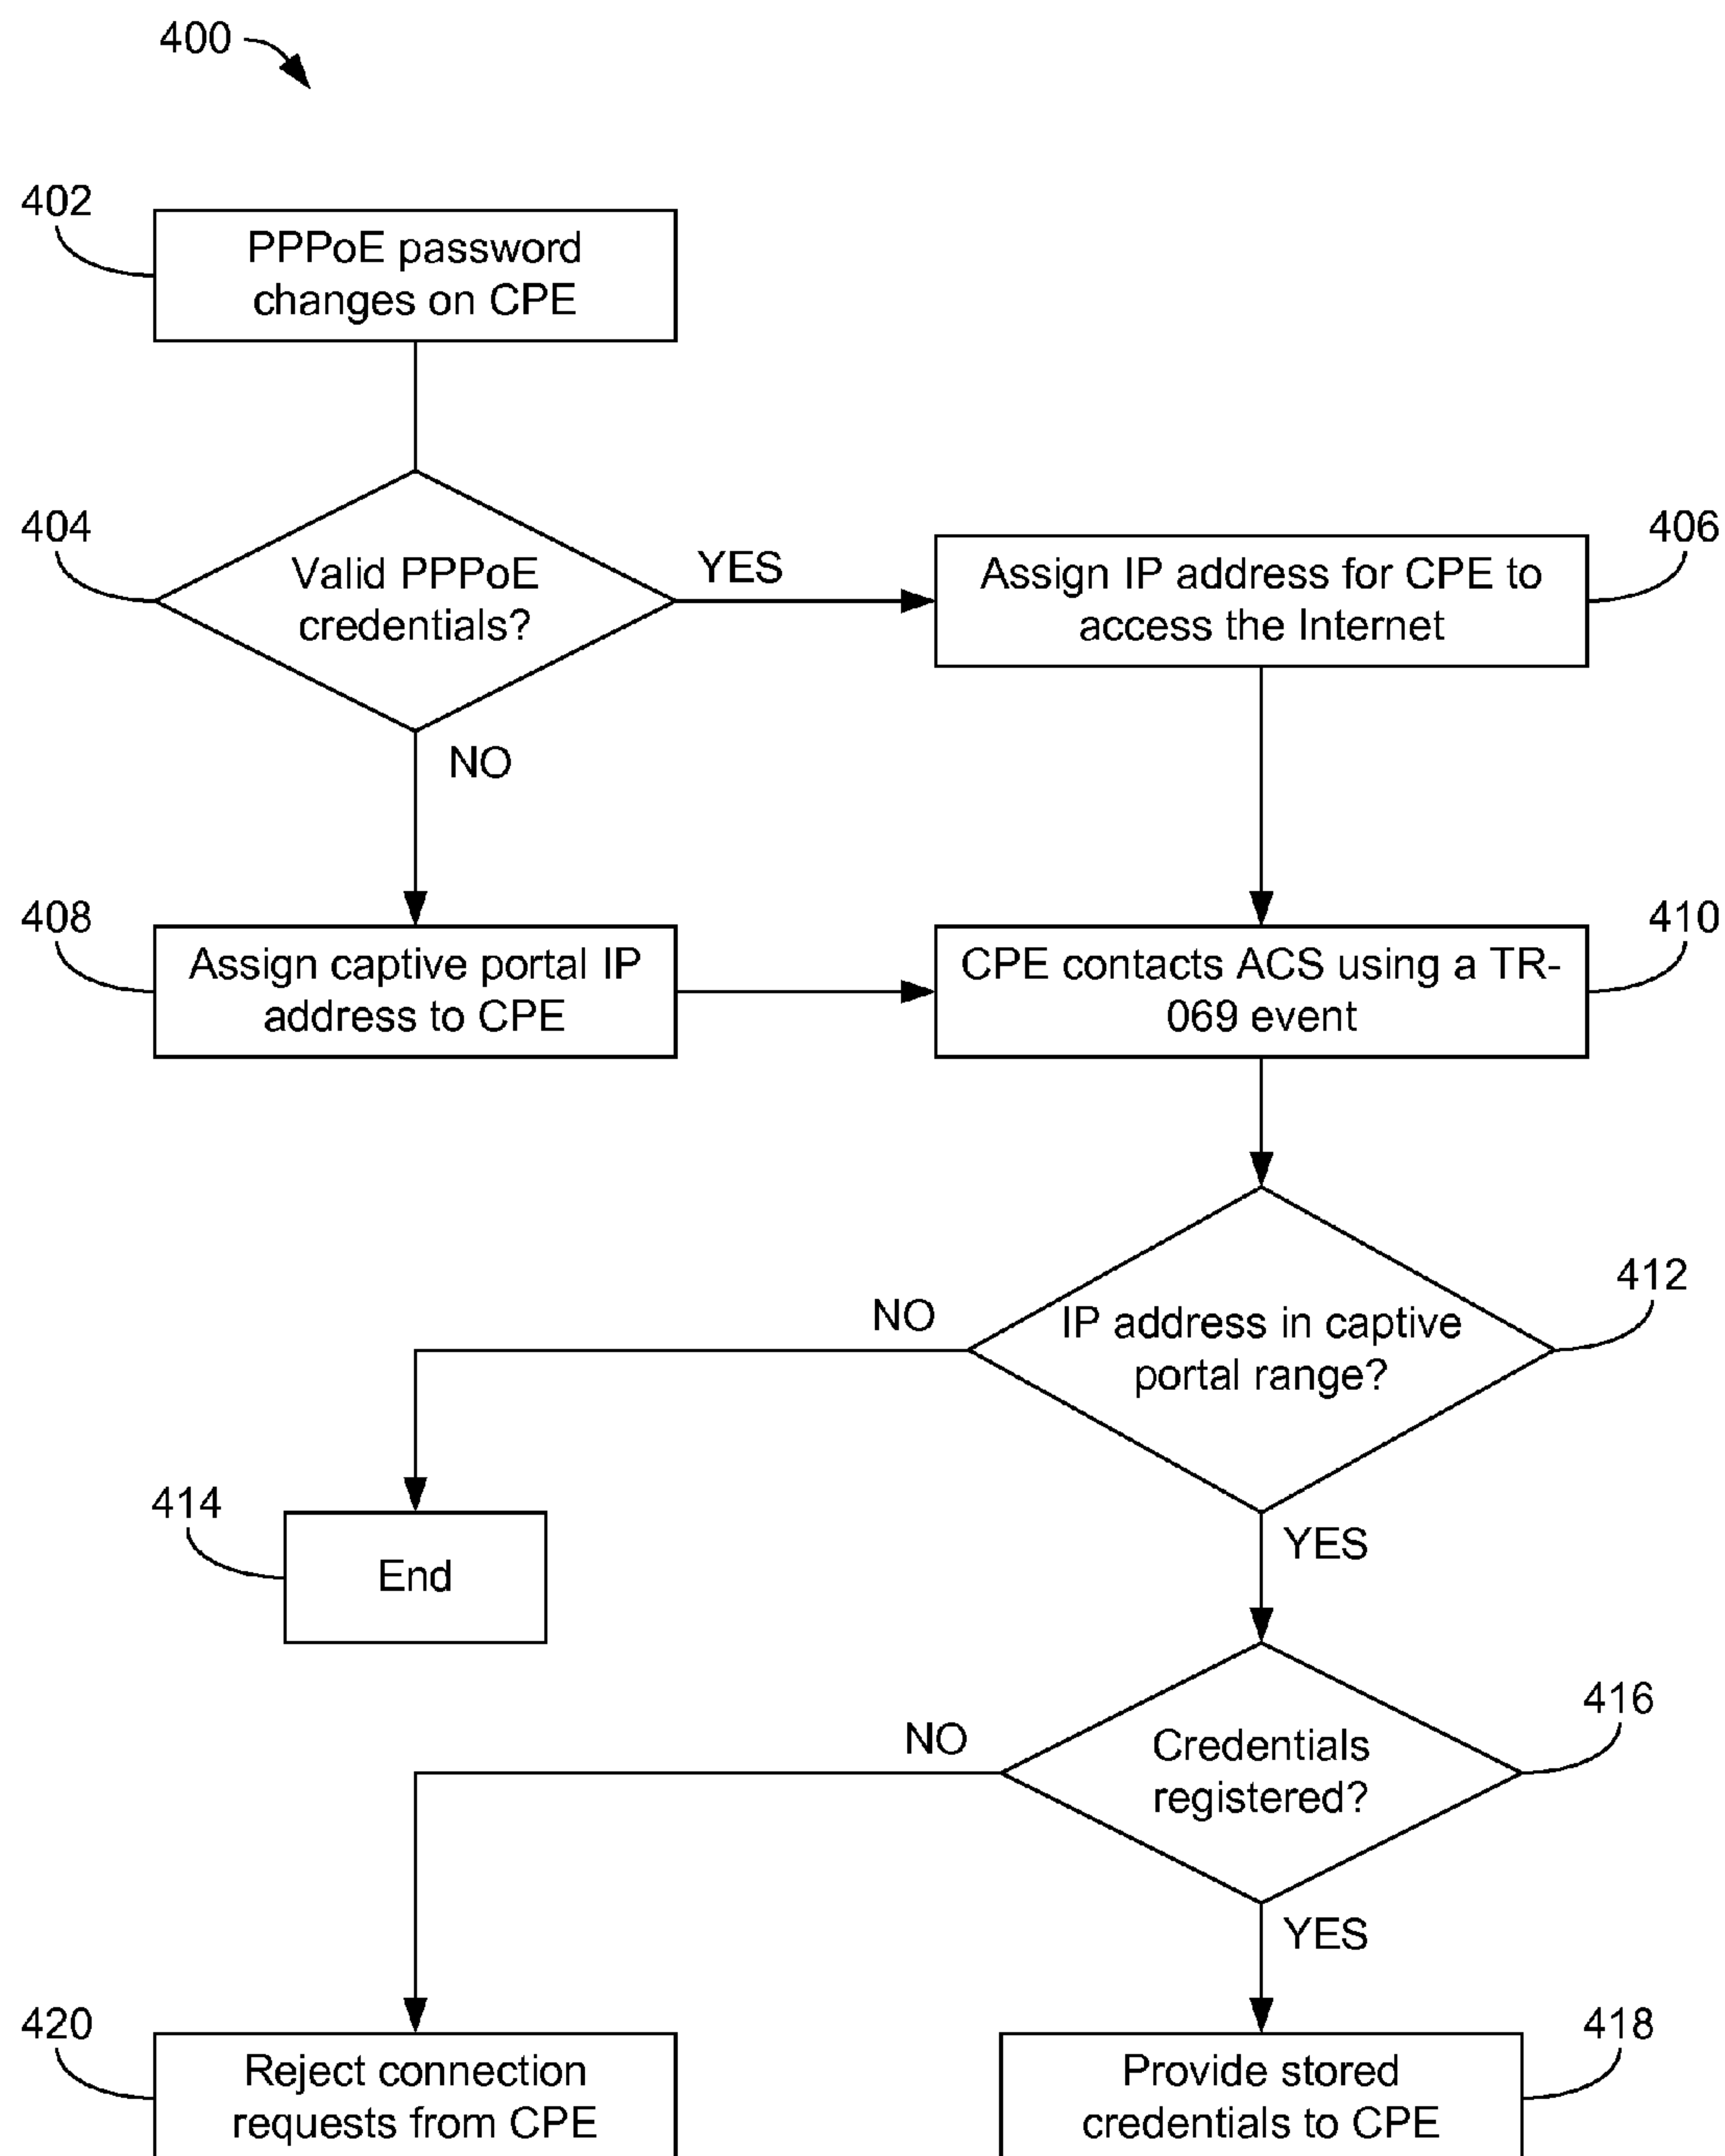 400
402
PPPoE password
changes on CPE
404
Valid PPPoE
credentials?
YES
406
Assign IP address for CPE to
access the Internet
NO
408
Assign captive portal IP
address to CPE
410
CPE contacts ACS using a TR-
069 event
412
IP address in captive
portal range?
NO
414
End
YES
416
Credentials
registered?
NO
YES
420
Reject connection
requests from CPE
418
Provide stored
credentials to CPE